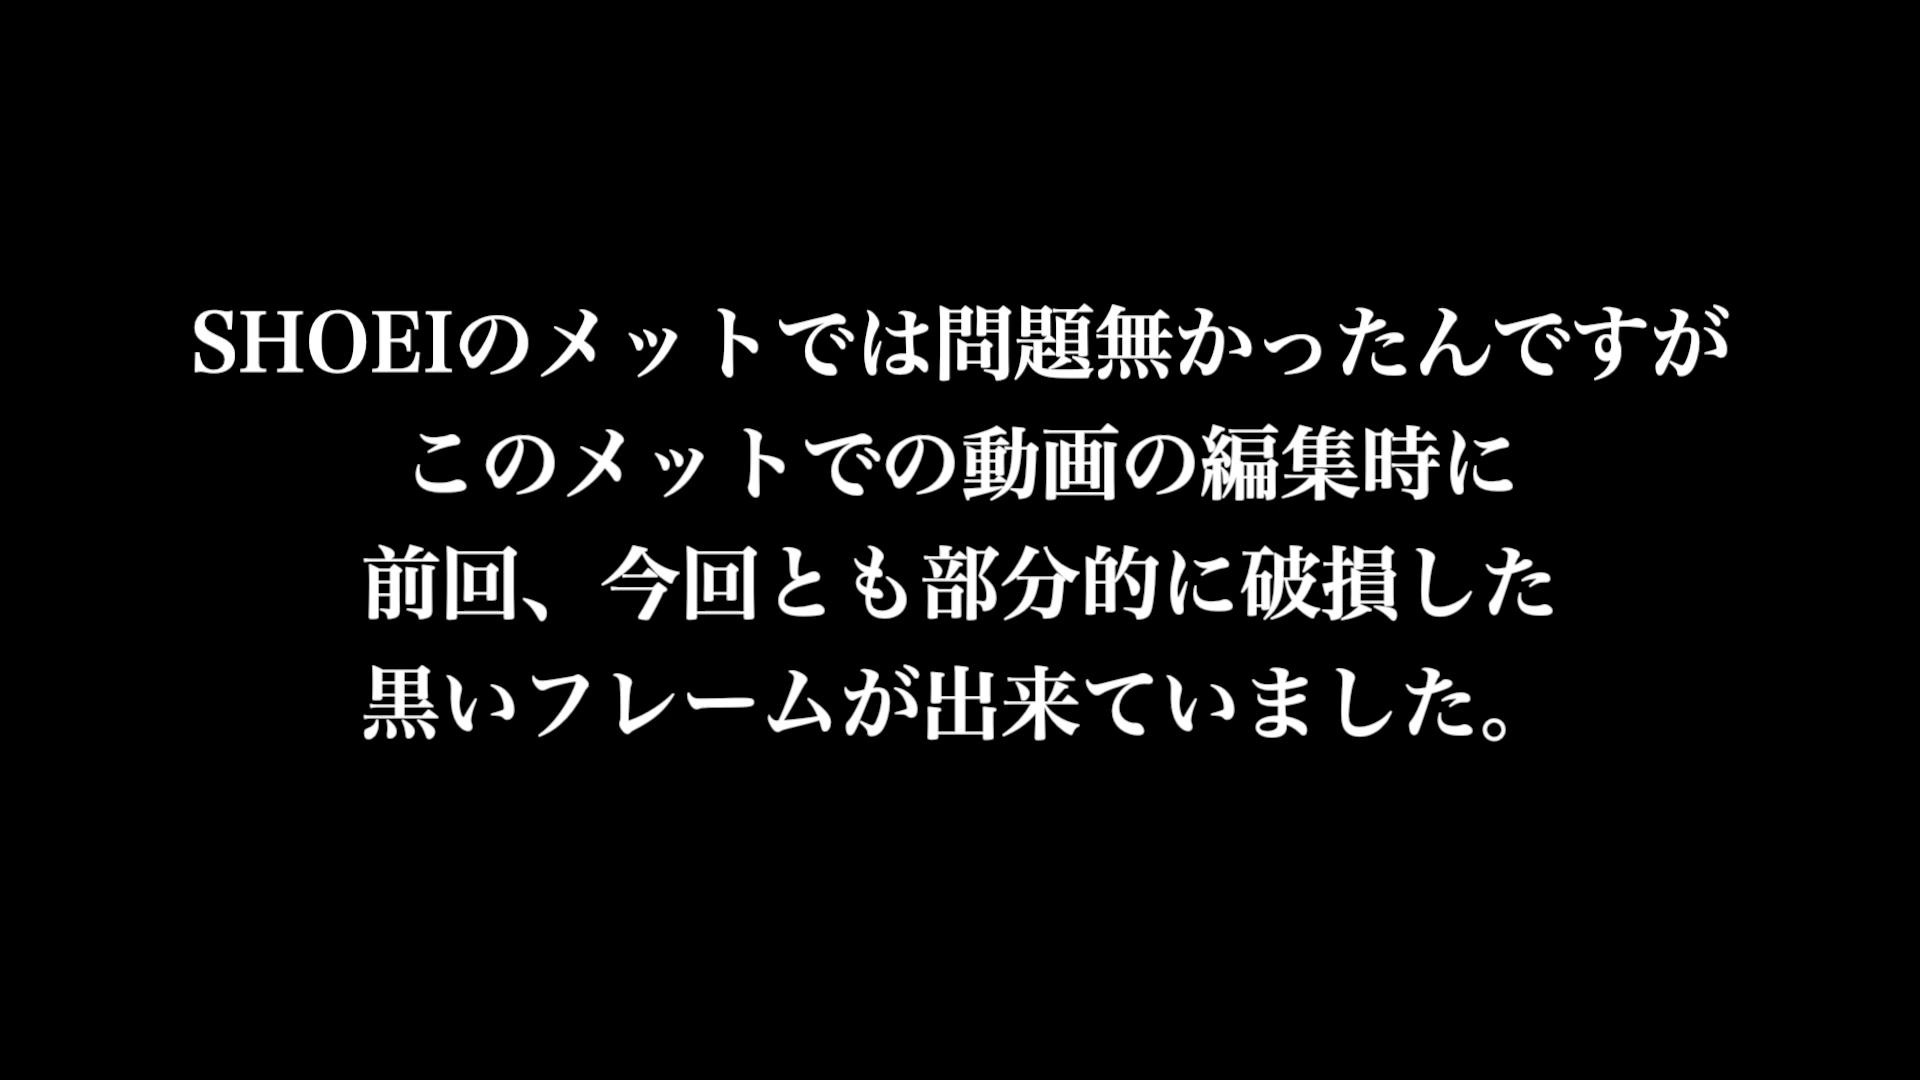 SHOEIのメットでは問題無かったんですが
このメットでの動画の編集時に
前回、今回とも部分的に破損した
黒いフレームが出来ていました。